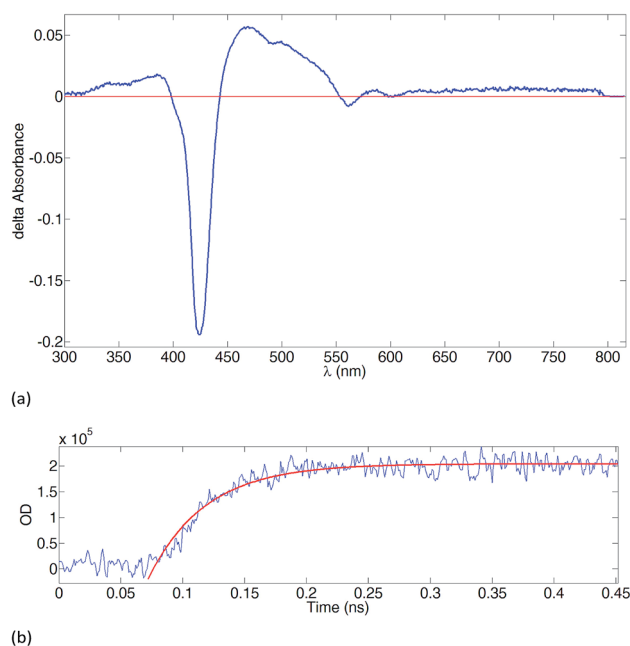 0.05
0
-0.05
-0.1
-0.15
-0.2
delta Absorbance
300 350 400 450 500 550 600 650 700 750 800
λ (nm)
(a)
x 10^5
2
1.5
1
0.5
0
OD
0 0.05 0.1 0.15 0.2 0.25 0.3 0.35 0.4 0.45
Time (ns)
(b)